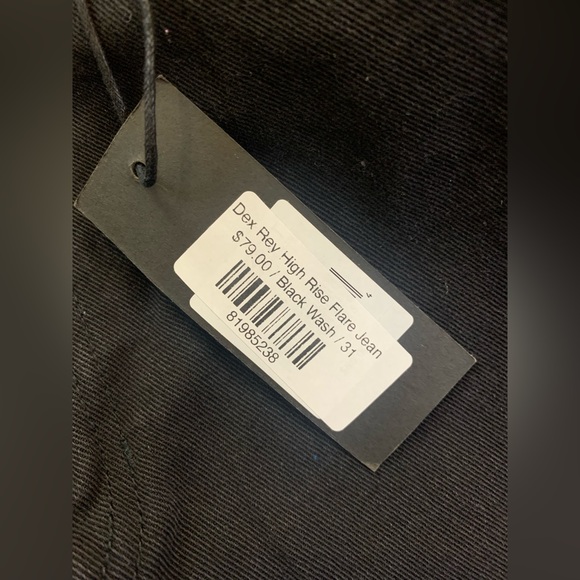 Dex Rey High Rise Flare Jean
$79.00 / Black Wash / 31
81985238